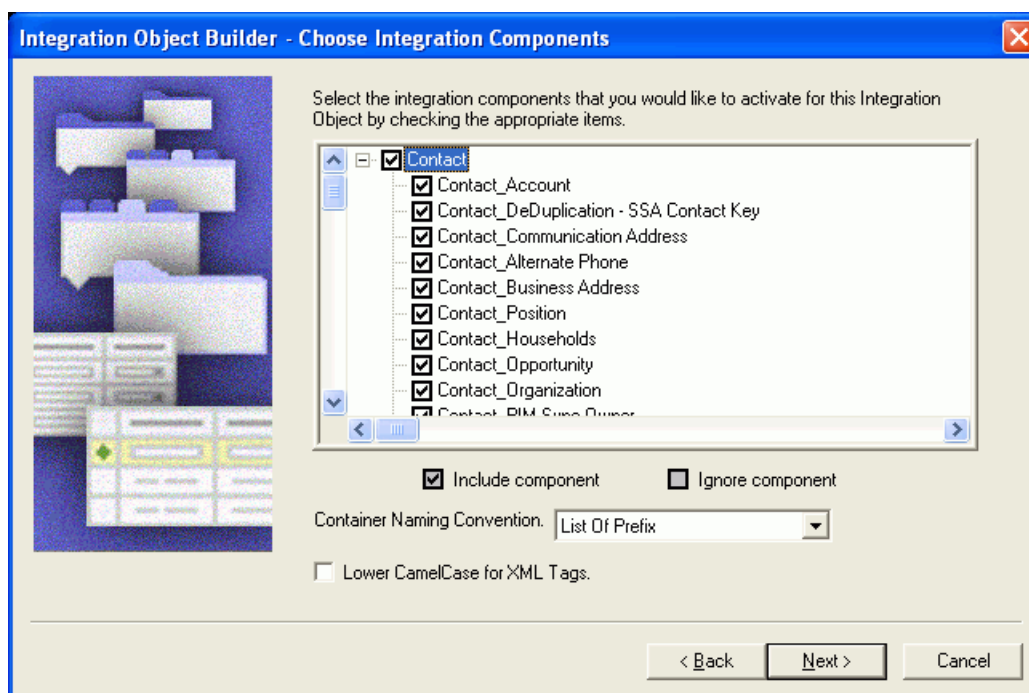 Integration Object Builder - Choose Integration Components
Select the integration components that you would like to activate for this Integration
Object by checking the appropriate items.
Contact
Contact_Account
Contact_DeDuplication - SSA Contact Key
Contact_Communication Address
Contact_Alternate Phone
Contact_Business Address
Contact_Position
Contact_Households
Contact_Opportunity
Contact_Organization
Contact_PIM Sync Owner
Include component Ignore component
Container Naming Convention. List Of Prefix
Lower CamelCase for XML Tags.
< Back Next > Cancel